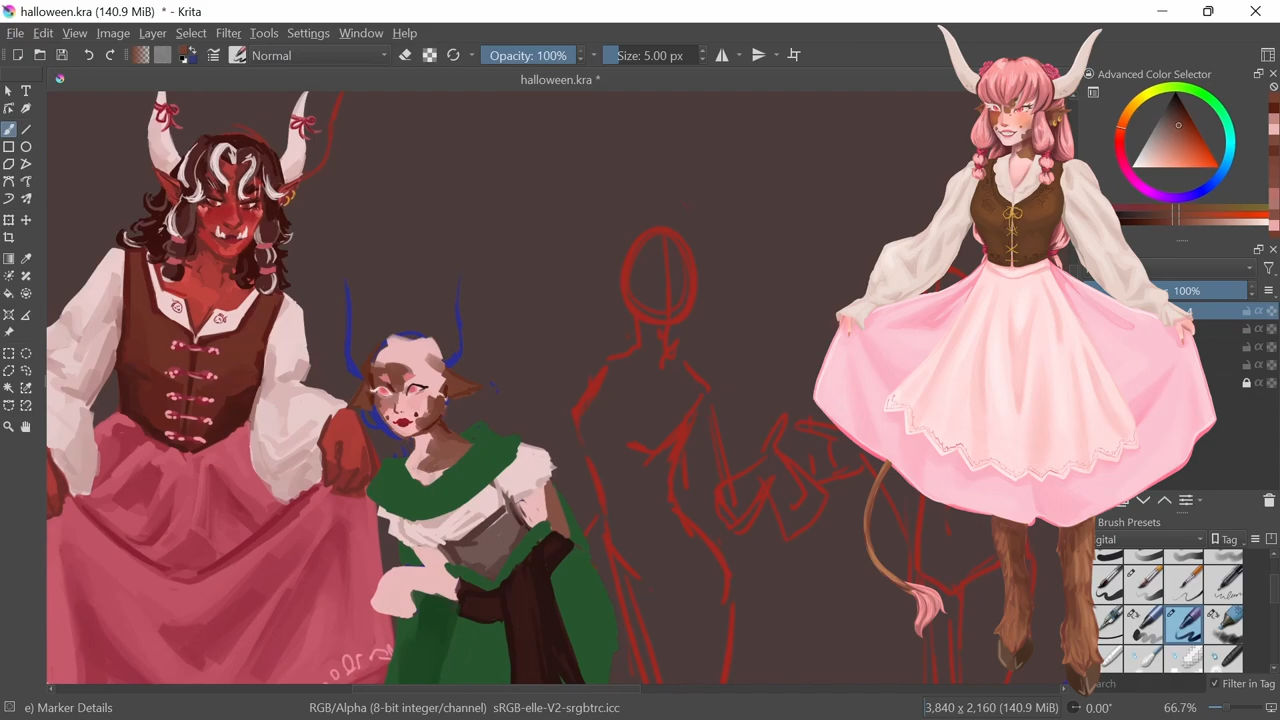 halloween.kra (140.9 MiB) * - Krita
File Edit View Image Layer Select Filter Tools Settings Window Help
Normal
Opacity: 100%
Size: 5.00 px
halloween.kra *
Advanced Color Selector
100%
Brush Presets
Tag
Filter in Tag
e) Marker Details
RGB/Alpha (8-bit integer/channel) sRGB-elle-V2-srgbtrc.icc
3,840 x 2,160 (140.9 MiB)
0.00°
66.7%